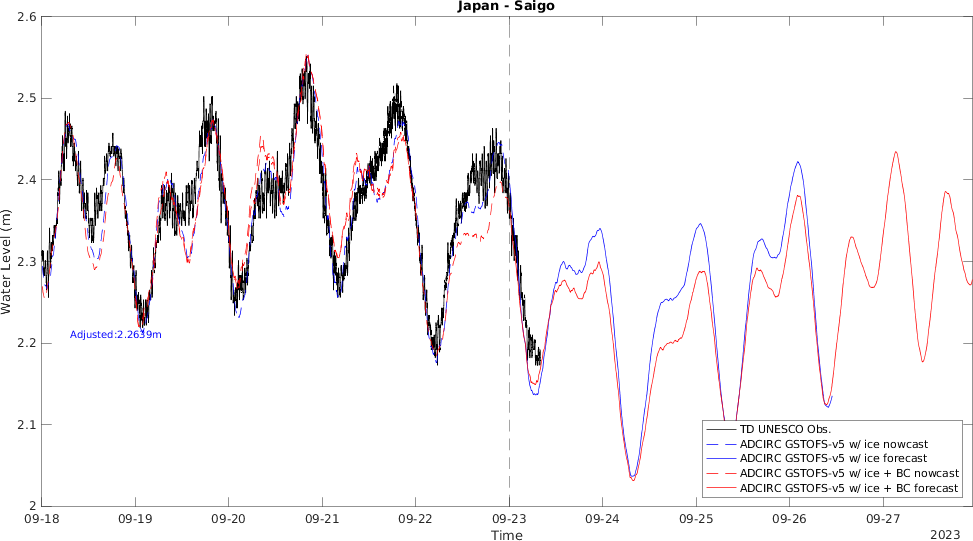 Japan - Saigo
2.6
2.5
2.4
2.3
2.2
2.1
2
Water Level (m)
Adjusted:2.2639m
TD UNESCO Obs.
ADCIRC GSTOFS-v5 w/ ice nowcast
ADCIRC GSTOFS-v5 w/ ice forecast
ADCIRC GSTOFS-v5 w/ ice + BC nowcast
ADCIRC GSTOFS-v5 w/ ice + BC forecast
09-18 09-19 09-20 09-21 09-22 09-23 09-24 09-25 09-26 09-27
Time
2023